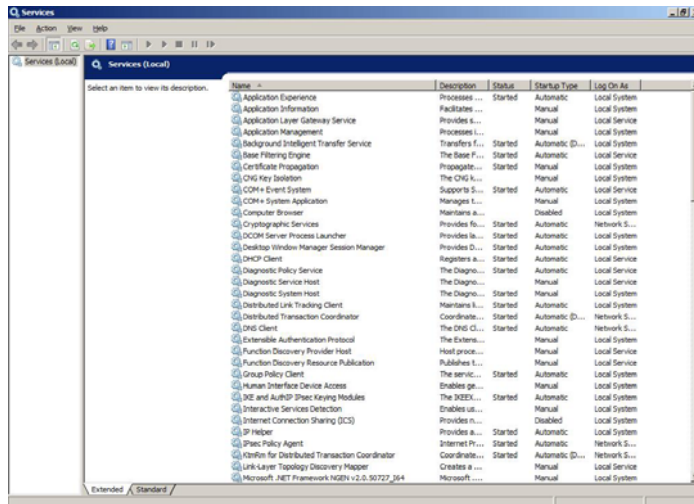 Services
File Action View Help
Services (Local) Services (Local)
Select an item to view its description.
Name Description Status Startup Type Log On As
Application Experience Processes ... Started Automatic Local System
Application Information Facilitates ... Manual Local System
Application Layer Gateway Service Provides s... Manual Local Service
Application Management Processes i... Manual Local System
Background Intelligent Transfer Service Transfers f... Started Automatic (D... Local System
Base Filtering Engine The Base F... Started Automatic Local Service
Certificate Propagation Propagate... Started Manual Local System
CNG Key Isolation The CNG k... Manual Local System
COM+ Event System Supports S... Started Automatic Local Service
COM+ System Application Manages t... Manual Local System
Computer Browser Maintains a... Disabled Local System
Cryptographic Services Provides fo... Started Automatic Network S...
DCOM Server Process Launcher Provides la... Started Automatic Local System
Desktop Window Manager Session Manager Provides D... Started Automatic Local System
DHCP Client Registers a... Started Automatic Local Service
Diagnostic Policy Service The Diagno... Started Automatic Local Service
Diagnostic Service Host The Diagno... Manual Local Service
Diagnostic System Host The Diagno... Started Manual Local System
Distributed Link Tracking Client Maintains li... Started Automatic Local System
Distributed Transaction Coordinator Coordinate... Started Automatic (D... Network S...
DNS Client The DNS Cl... Started Automatic Network S...
Extensible Authentication Protocol The Extens... Manual Local System
Function Discovery Provider Host Host proce... Manual Local Service
Function Discovery Resource Publication Publishes t... Manual Local Service
Group Policy Client The servic... Started Automatic Local System
Human Interface Device Access Enables ge... Manual Local System
IKE and AuthIP IPsec Keying Modules The IKEEX... Started Automatic Local System
Interactive Services Detection Enables us... Manual Local System
Internet Connection Sharing (ICS) Provides n... Disabled Local System
IP Helper Provides a... Started Automatic Local System
IPsec Policy Agent Internet Pr... Started Automatic Network S...
KtmRm for Distributed Transaction Coordinator Coordinate... Started Automatic (D... Network S...
Link-Layer Topology Discovery Mapper Creates a ... Manual Local Service
Microsoft .NET Framework NGEN v2.0.50727_I64 Microsoft .... Manual Local System
Extended Standard